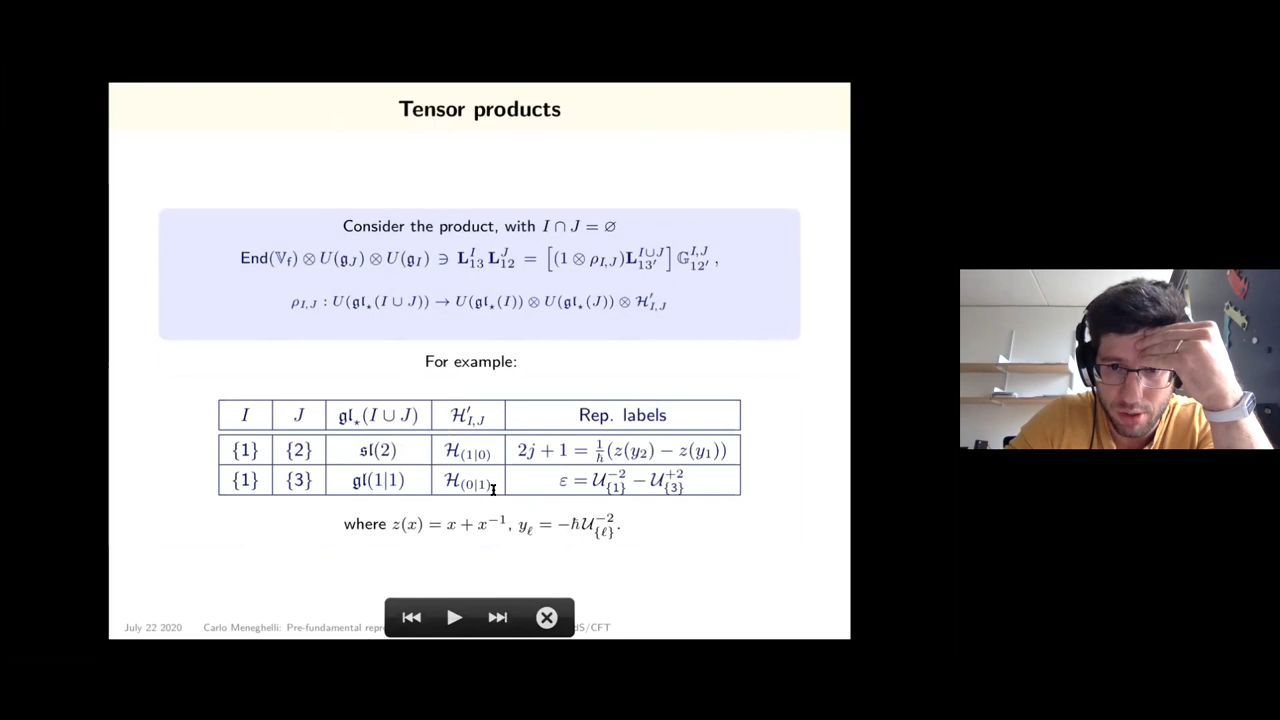 Tensor products
Consider the product, with I ∩ J = ∅
End(𝕍_f) ⊗ U(𝔤_J) ⊗ U(𝔤_I) ∋ L^I_{13} L^J_{12} = [(1 ⊗ ρ_{I,J})L^{I∪J}_{13′}] 𝔾^{I,J}_{12′} ,
ρ_{I,J} : U(𝔤𝔩_⋆(I ∪ J)) → U(𝔤𝔩_⋆(I)) ⊗ U(𝔤𝔩_⋆(J)) ⊗ ℋ′_{I,J}
For example:
I J 𝔤𝔩_⋆(I ∪ J) ℋ′_{I,J} Rep. labels
{1} {2} 𝔰𝔩(2) ℋ_{(1|0)} 2j + 1 = 1/ħ (z(y_2) − z(y_1))
{1} {3} 𝔤𝔩(1|1) ℋ_{(0|1)} ε = 𝒰^{−2}_{{1}} − 𝒰^{+2}_{{3}}
where z(x) = x + x^{−1}, y_ℓ = −ħ𝒰^{−2}_{{ℓ}}.
July 22 2020 Carlo Meneghelli: Pre-fundamental dS/CFT